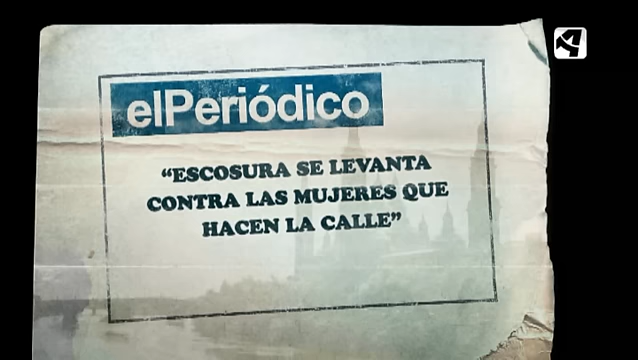 elPeriódico
“ESCOSURA SE LEVANTA
CONTRA LAS MUJERES QUE
HACEN LA CALLE”